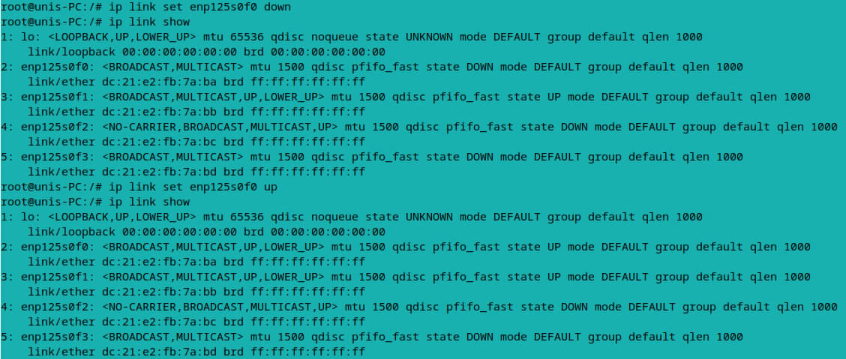 root@unis-PC:/# ip link set enp125s0f0 down
root@unis-PC:/# ip link show
1: lo: <LOOPBACK,UP,LOWER_UP> mtu 65536 qdisc noqueue state UNKNOWN mode DEFAULT group default qlen 1000
    link/loopback 00:00:00:00:00:00 brd 00:00:00:00:00:00
2: enp125s0f0: <BROADCAST,MULTICAST> mtu 1500 qdisc pfifo_fast state DOWN mode DEFAULT group default qlen 1000
    link/ether dc:21:e2:fb:7a:ba brd ff:ff:ff:ff:ff:ff
3: enp125s0f1: <BROADCAST,MULTICAST,UP,LOWER_UP> mtu 1500 qdisc pfifo_fast state UP mode DEFAULT group default qlen 1000
    link/ether dc:21:e2:fb:7a:bb brd ff:ff:ff:ff:ff:ff
4: enp125s0f2: <NO-CARRIER,BROADCAST,MULTICAST,UP> mtu 1500 qdisc pfifo_fast state DOWN mode DEFAULT group default qlen 1000
    link/ether dc:21:e2:fb:7a:bc brd ff:ff:ff:ff:ff:ff
5: enp125s0f3: <BROADCAST,MULTICAST> mtu 1500 qdisc pfifo_fast state DOWN mode DEFAULT group default qlen 1000
    link/ether dc:21:e2:fb:7a:bd brd ff:ff:ff:ff:ff:ff
root@unis-PC:/# ip link set enp125s0f0 up
root@unis-PC:/# ip link show
1: lo: <LOOPBACK,UP,LOWER_UP> mtu 65536 qdisc noqueue state UNKNOWN mode DEFAULT group default qlen 1000
    link/loopback 00:00:00:00:00:00 brd 00:00:00:00:00:00
2: enp125s0f0: <BROADCAST,MULTICAST,UP,LOWER_UP> mtu 1500 qdisc pfifo_fast state UP mode DEFAULT group default qlen 1000
    link/ether dc:21:e2:fb:7a:ba brd ff:ff:ff:ff:ff:ff
3: enp125s0f1: <BROADCAST,MULTICAST,UP,LOWER_UP> mtu 1500 qdisc pfifo_fast state UP mode DEFAULT group default qlen 1000
    link/ether dc:21:e2:fb:7a:bb brd ff:ff:ff:ff:ff:ff
4: enp125s0f2: <NO-CARRIER,BROADCAST,MULTICAST,UP> mtu 1500 qdisc pfifo_fast state DOWN mode DEFAULT group default qlen 1000
    link/ether dc:21:e2:fb:7a:bc brd ff:ff:ff:ff:ff:ff
5: enp125s0f3: <BROADCAST,MULTICAST> mtu 1500 qdisc pfifo_fast state DOWN mode DEFAULT group default qlen 1000
    link/ether dc:21:e2:fb:7a:bd brd ff:ff:ff:ff:ff:ff